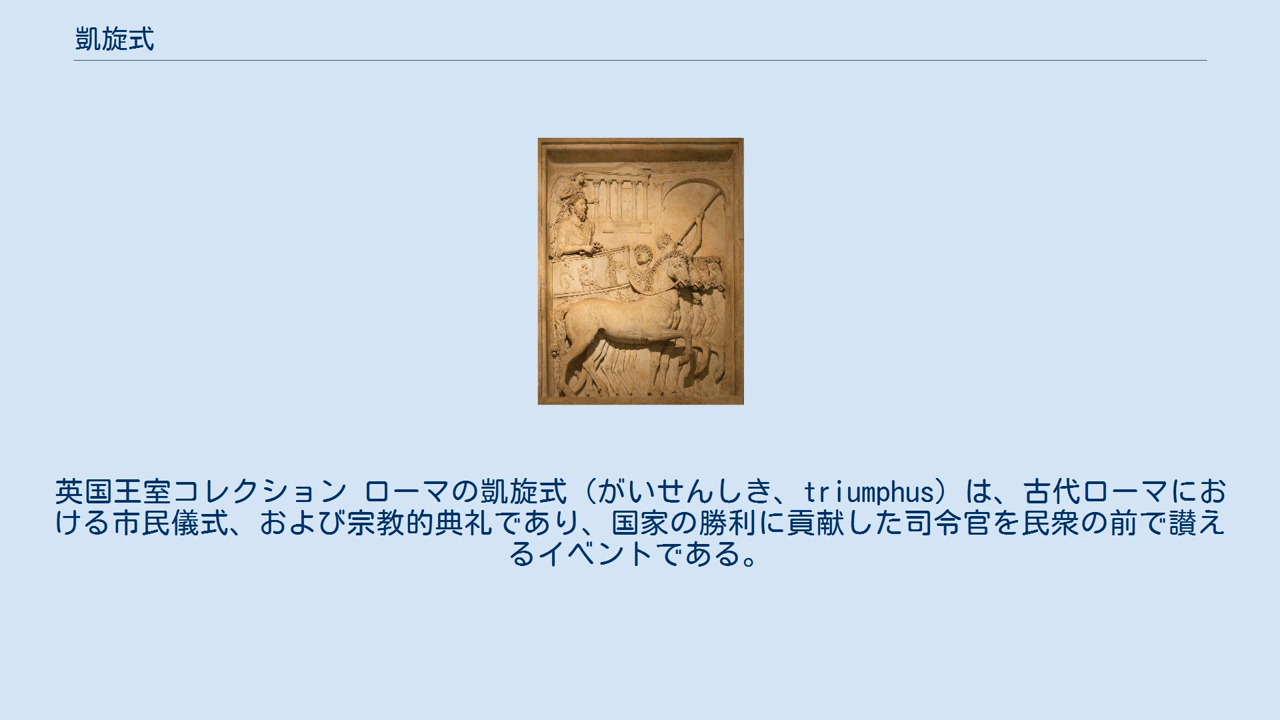 凱旋式
英国王室コレクション ローマの凱旋式（がいせんしき、triumphus）は、古代ローマにお
ける市民儀式、および宗教的典礼であり、国家の勝利に貢献した司令官を民衆の前で讃え
るイベントである。